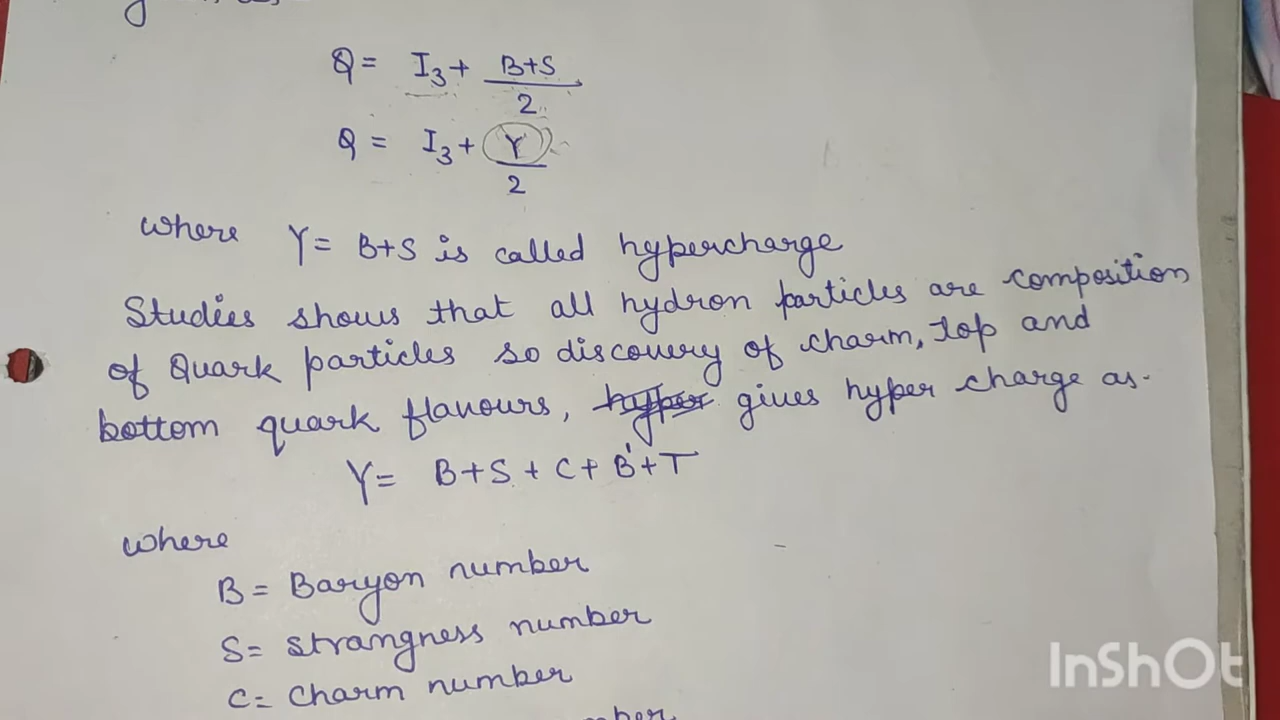 Q = I₃ + B+S / 2
Q = I₃ + Y / 2
where Y = B+S is called hypercharge
Studies shows that all hydron particles are composition
of Quark particles so discovery of charm, top and
bottom quark flavours, hyper gives hyper charge as.
Y = B+S + C + B' + T
where
B = Baryon number
S = Strangness number
C = Charm number
InShOt